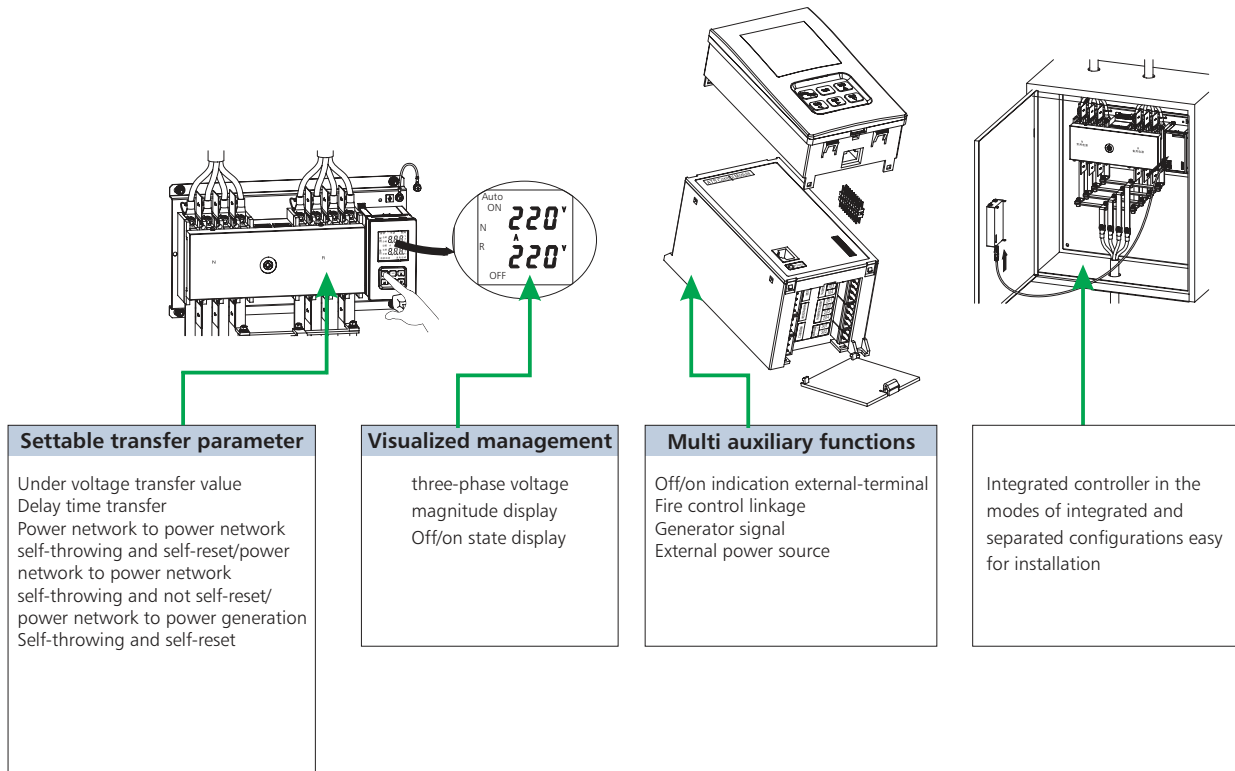 Auto
ON
N 220 V
A
R 220 V
OFF
N
R
Settable transfer parameter
Under voltage transfer value
Delay time transfer
Power network to power network
self-throwing and self-reset/power
network to power network
self-throwing and not self-reset/
power network to power generation
Self-throwing and self-reset
Visualized management
three-phase voltage
magnitude display
Off/on state display
Multi auxiliary functions
Off/on indication external-terminal
Fire control linkage
Generator signal
External power source
Integrated controller in the
modes of integrated and
separated configurations easy
for installation